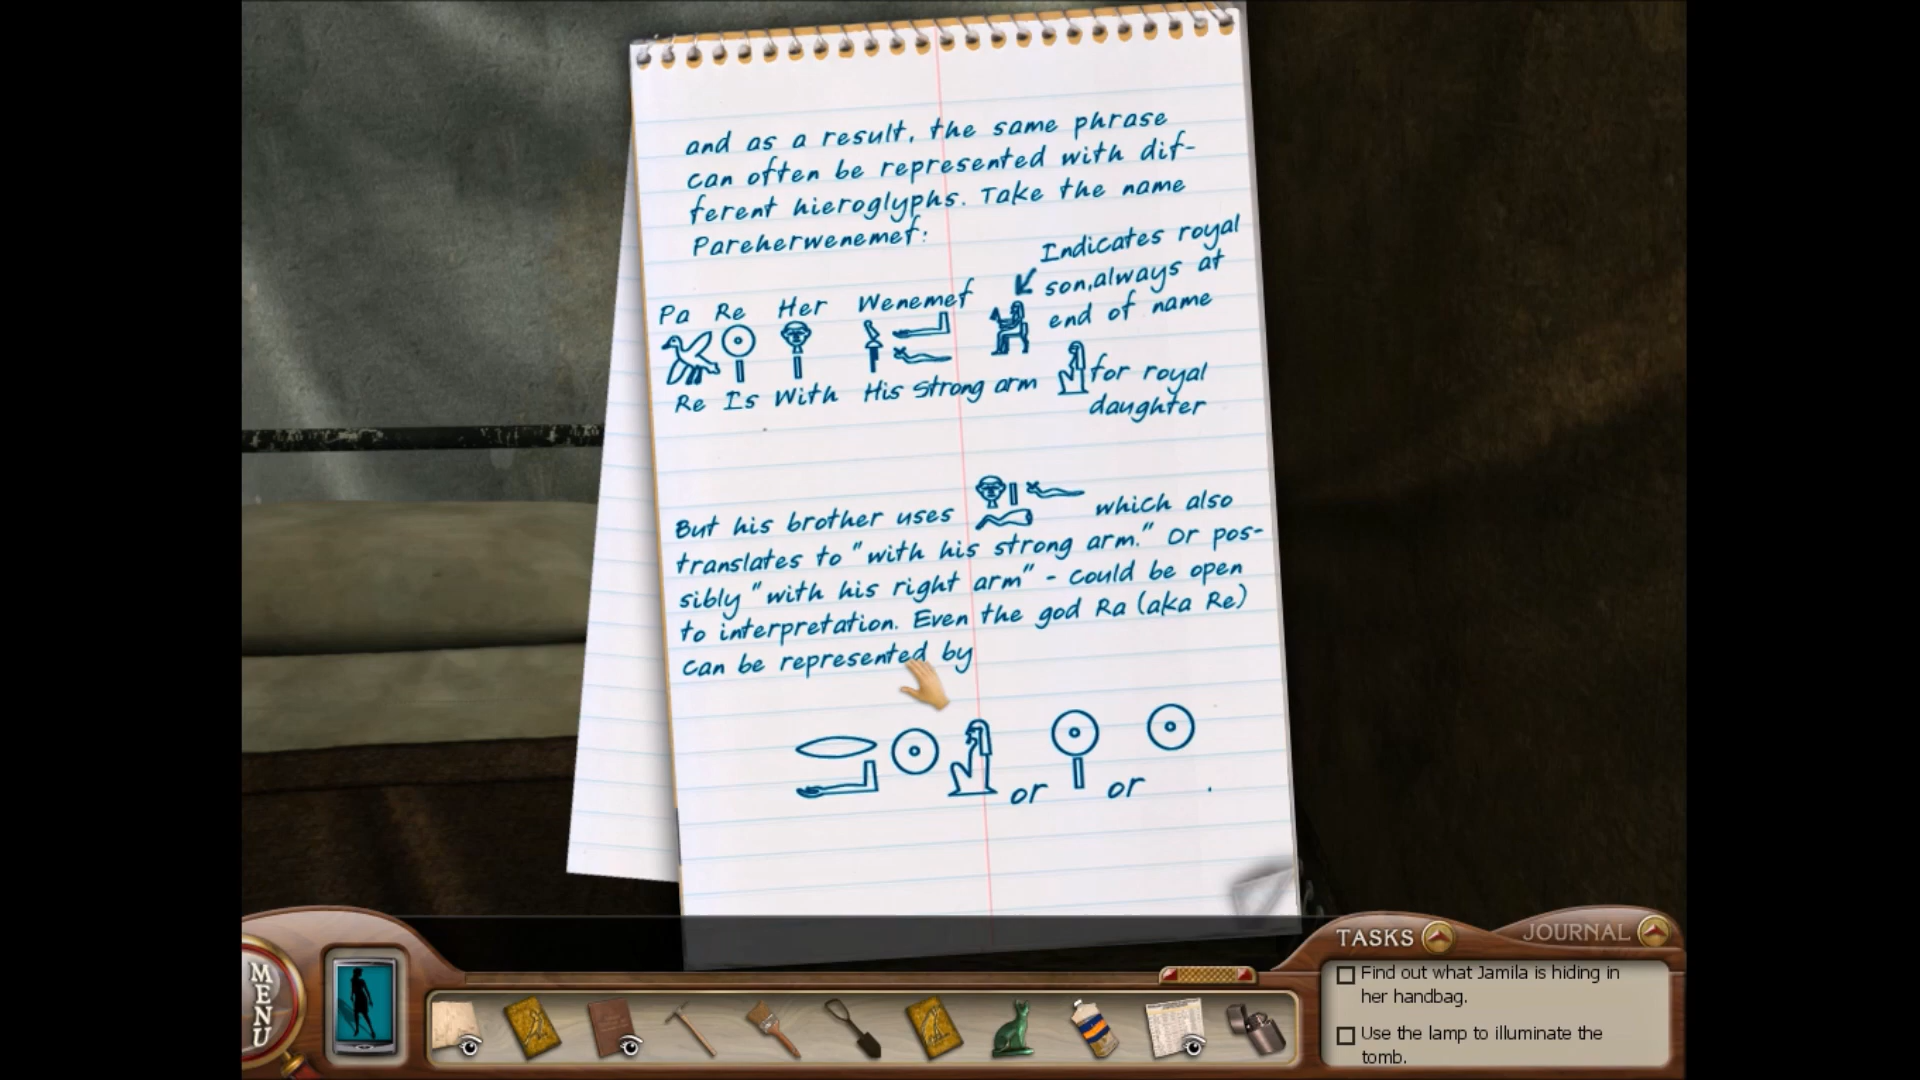 and as a result, the same phrase
can often be represented with dif-
ferent hieroglyphs. Take the name
Pareherwenemef:
Indicates royal
son, always at
end of name
Pa Re Her Wenemef
Re Is With His Strong arm
for royal
daughter
But his brother uses which also
translates to "with his strong arm." Or pos-
sibly "with his right arm" - could be open
to interpretation. Even the god Ra (aka Re)
can be represented by
or or .
MENU
TASKS
JOURNAL
Find out what Jamila is hiding in
her handbag.
Use the lamp to illuminate the
tomb.